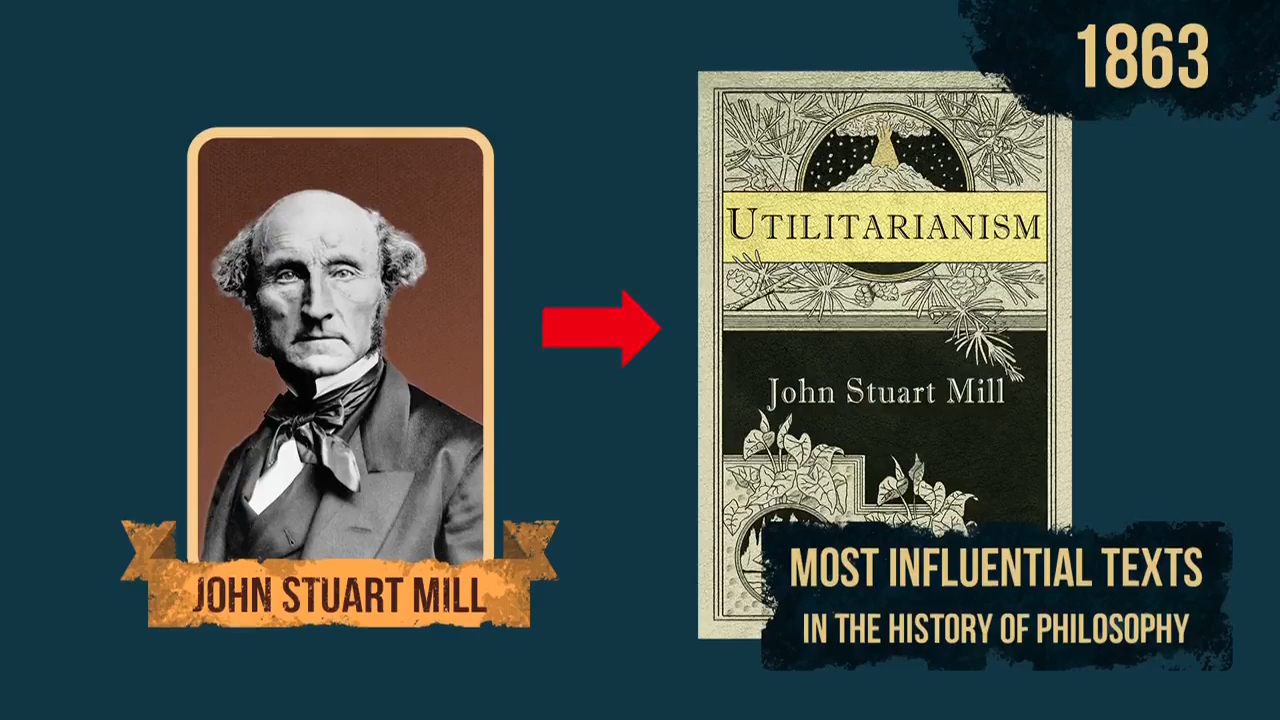 1863
UTILITARIANISM
John Stuart Mill
JOHN STUART MILL
MOST INFLUENTIAL TEXTS
IN THE HISTORY OF PHILOSOPHY